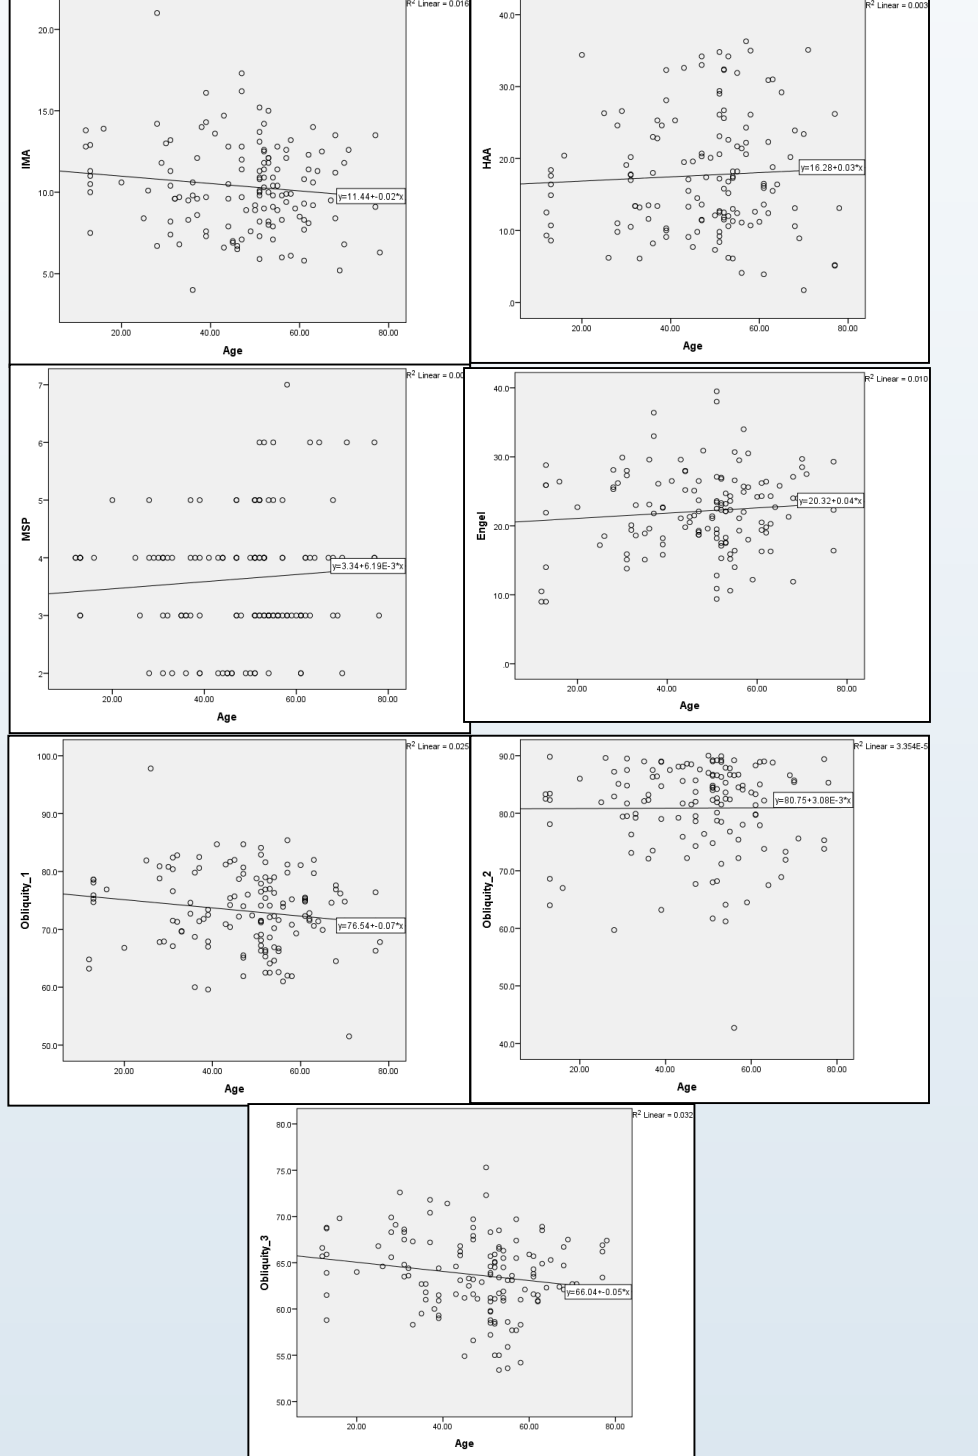 R2 Linear = 0.016
20.0
15.0
10.0
5.0
IMA
y=11.44+-0.02*x
20.00 40.00 60.00 80.00
Age
R2 Linear = 0.003
40.0
30.0
20.0
10.0
.0
HAA
y=16.28+0.03*x
20.00 40.00 60.00 80.00
Age
R2 Linear = 0.00
7
6
5
4
3
2
MSP
y=3.34+6.19E-3*x
20.00 40.00 60.00 80.00
Age
R2 Linear = 0.010
40.0
30.0
20.0
10.0
.0
Engel
y=20.32+0.04*x
20.00 40.00 60.00 80.00
Age
R2 Linear = 0.025
100.0
90.0
80.0
70.0
60.0
50.0
Obliquity_1
y=76.54+-0.07*x
20.00 40.00 60.00 80.00
Age
R2 Linear = 3.354E-5
90.0
80.0
70.0
60.0
50.0
40.0
Obliquity_2
y=80.75+3.08E-3*x
20.00 40.00 60.00 80.00
Age
R2 Linear = 0.032
80.0
75.0
70.0
65.0
60.0
55.0
50.0
Obliquity_3
y=66.04+-0.05*x
20.00 40.00 60.00 80.00
Age